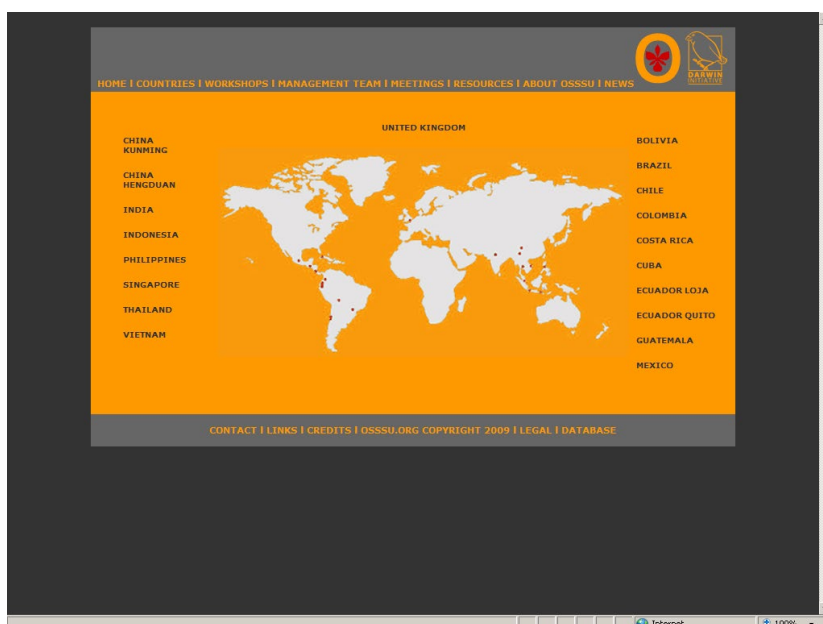 HOME I COUNTRIES I WORKSHOPS I MANAGEMENT TEAM I MEETINGS I RESOURCES I ABOUT OSSSU I NEWS
DARWIN
INITIATIVE
UNITED KINGDOM
CHINA
KUNMING
CHINA
HENGDUAN
INDIA
INDONESIA
PHILIPPINES
SINGAPORE
THAILAND
VIETNAM
BOLIVIA
BRAZIL
CHILE
COLOMBIA
COSTA RICA
CUBA
ECUADOR LOJA
ECUADOR QUITO
GUATEMALA
MEXICO
CONTACT I LINKS I CREDITS I OSSSU.ORG COPYRIGHT 2009 I LEGAL I DATABASE
Internet
100%